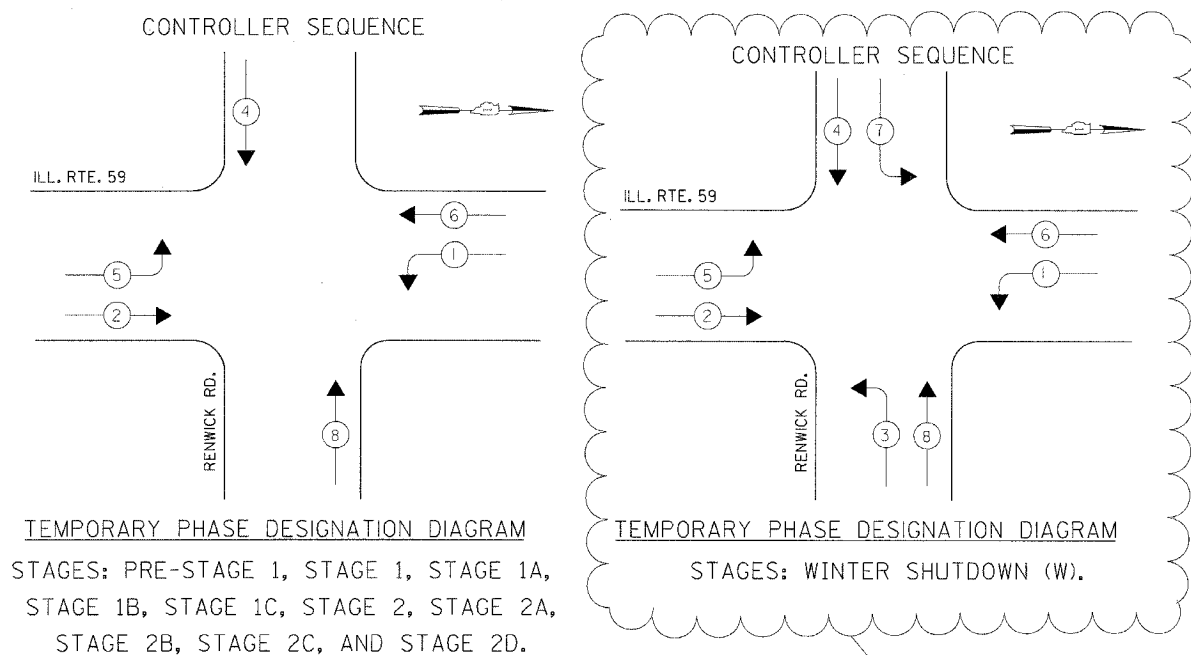 CONTROLLER SEQUENCE
4
ILL. RTE. 59
6
1
5
2
RENWICK RD.
8
TEMPORARY PHASE DESIGNATION DIAGRAM
STAGES: PRE-STAGE 1, STAGE 1, STAGE 1A,
STAGE 1B, STAGE 1C, STAGE 2, STAGE 2A,
STAGE 2B, STAGE 2C, AND STAGE 2D.
CONTROLLER SEQUENCE
4
7
ILL. RTE. 59
6
1
5
2
RENWICK RD.
3
8
TEMPORARY PHASE DESIGNATION DIAGRAM
STAGES: WINTER SHUTDOWN (W).